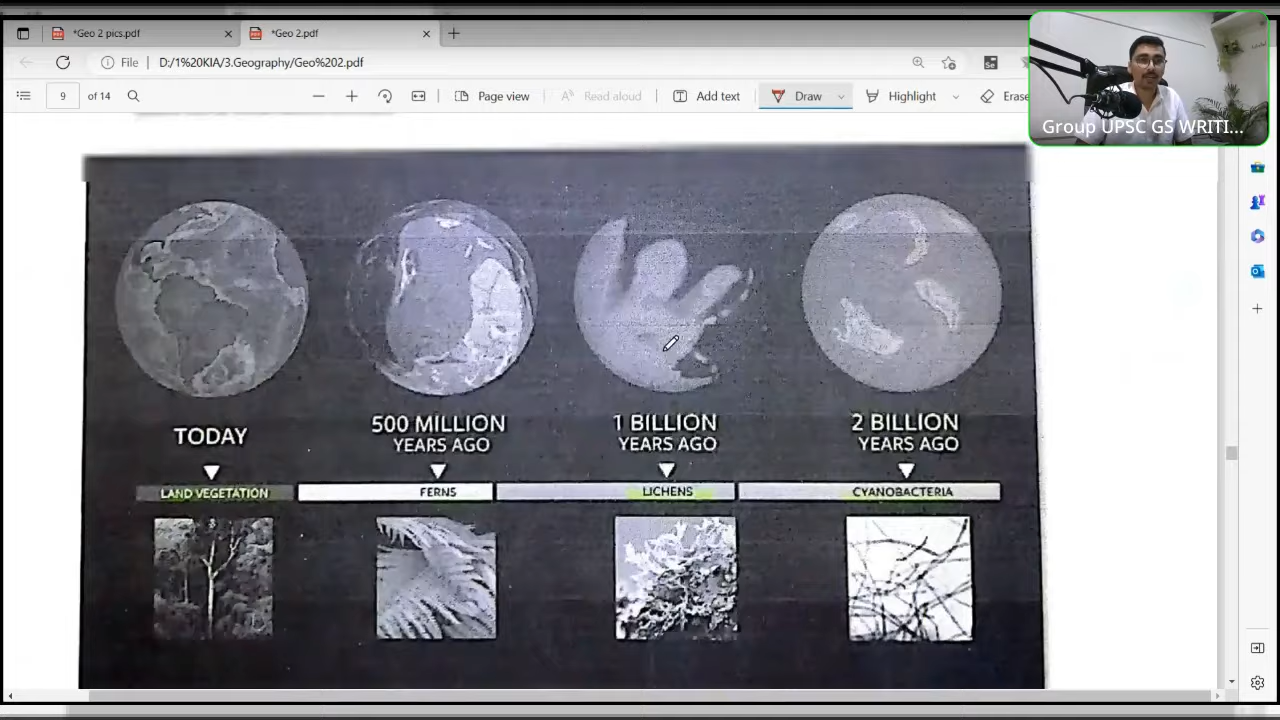 *Geo 2 pics.pdf
*Geo 2.pdf
File D:/1%20KIA/3.Geography/Geo%202.pdf
9 of 14
Page view
Read aloud
Add text
Draw
Highlight
Erase
Group UPSC GS WRITI...
TODAY
500 MILLION
YEARS AGO
1 BILLION
YEARS AGO
2 BILLION
YEARS AGO
LAND VEGETATION
FERNS
LICHENS
CYANOBACTERIA